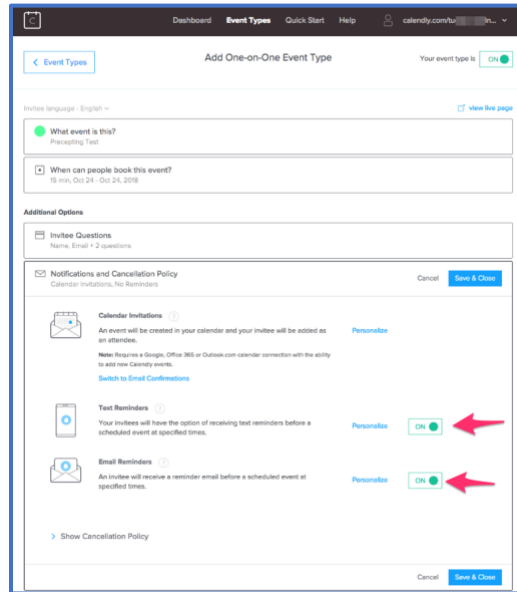 Dashboard Event Types Quick Start Help calendly.com/tu n...
Event Types
Add One-on-One Event Type
Your event type is ON
Invitee language - English
view live page
What event is this?
Precepting Test
When can people book this event?
15 min, Oct 24 - Oct 24, 2018
Additional Options
Invitee Questions
Name, Email + 2 questions
Notifications and Cancellation Policy
Calendar Invitations, No Reminders
Cancel Save & Close
Calendar Invitations ?
An event will be created in your calendar and your invitee will be added as
an attendee.
Personalize
Note: Requires a Google, Office 365 or Outlook.com calendar connection with the ability
to add new Calendly events.
Switch to Email Confirmations
Text Reminders ?
Your invitees will have the option of receiving text reminders before a
scheduled event at specified times.
Personalize ON
Email Reminders ?
An invitee will receive a reminder email before a scheduled event at
specified times.
Personalize ON
Show Cancellation Policy
Cancel Save & Close